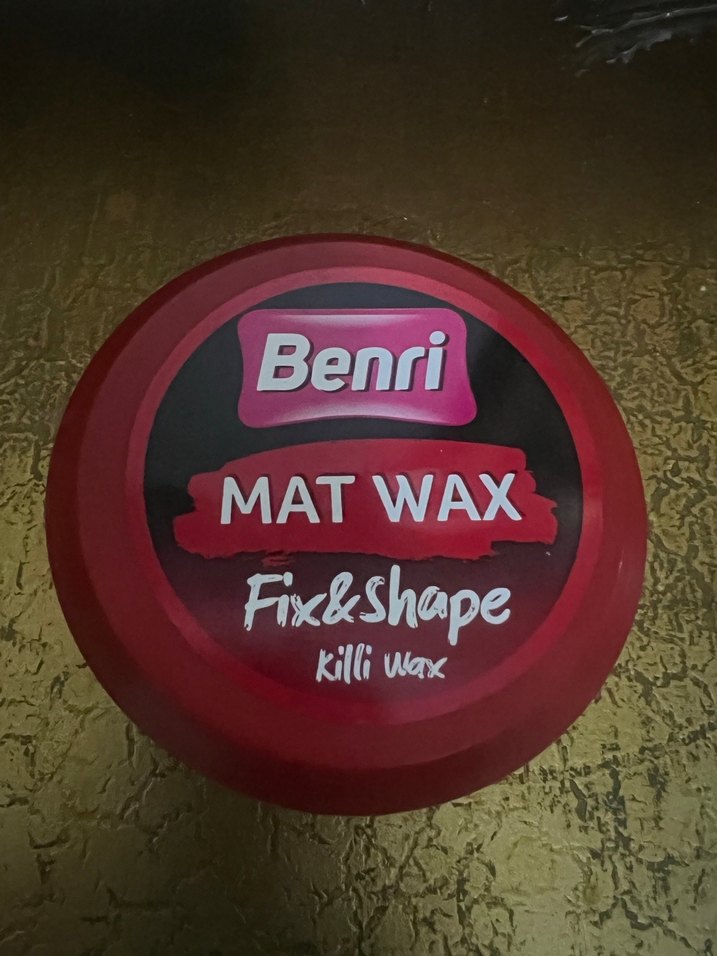 Benri
MAT WAX
Fix&Shape
Killi Wax